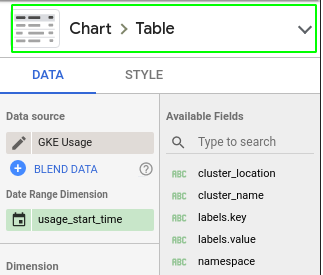 Chart > Table
DATA
STYLE
Data source
GKE Usage
BLEND DATA
Date Range Dimension
usage_start_time
Dimension
Available Fields
Type to search
ABC cluster_location
ABC cluster_name
ABC labels.key
ABC labels.value
ABC namespace